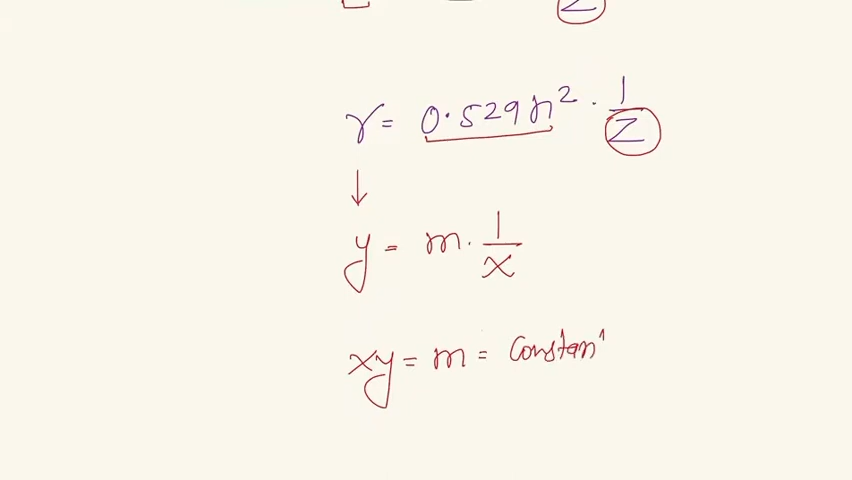 Z
r = 0.529 n² · 1/Z
↓
y = m · 1/x
xy = m = constant